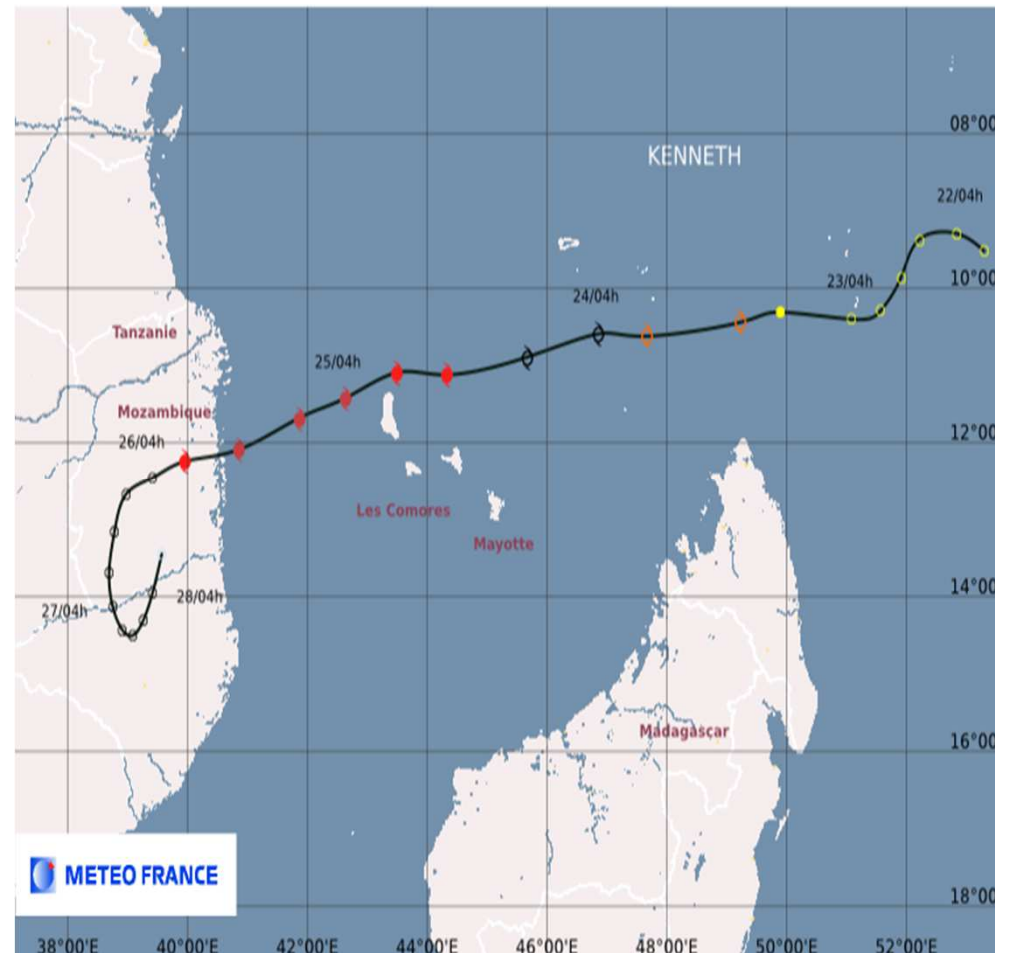 KENNETH
08°00
22/04h
10°00
23/04h
24/04h
Tanzanie
25/04h
Mozambique
26/04h
12°00
Les Comores
Mayotte
27/04h
28/04h
14°00
Madagascar
16°00
METEO FRANCE
18°00
38°00'E 40°00'E 42°00'E 44°00'E 46°00'E 48°00'E 50°00'E 52°00'E